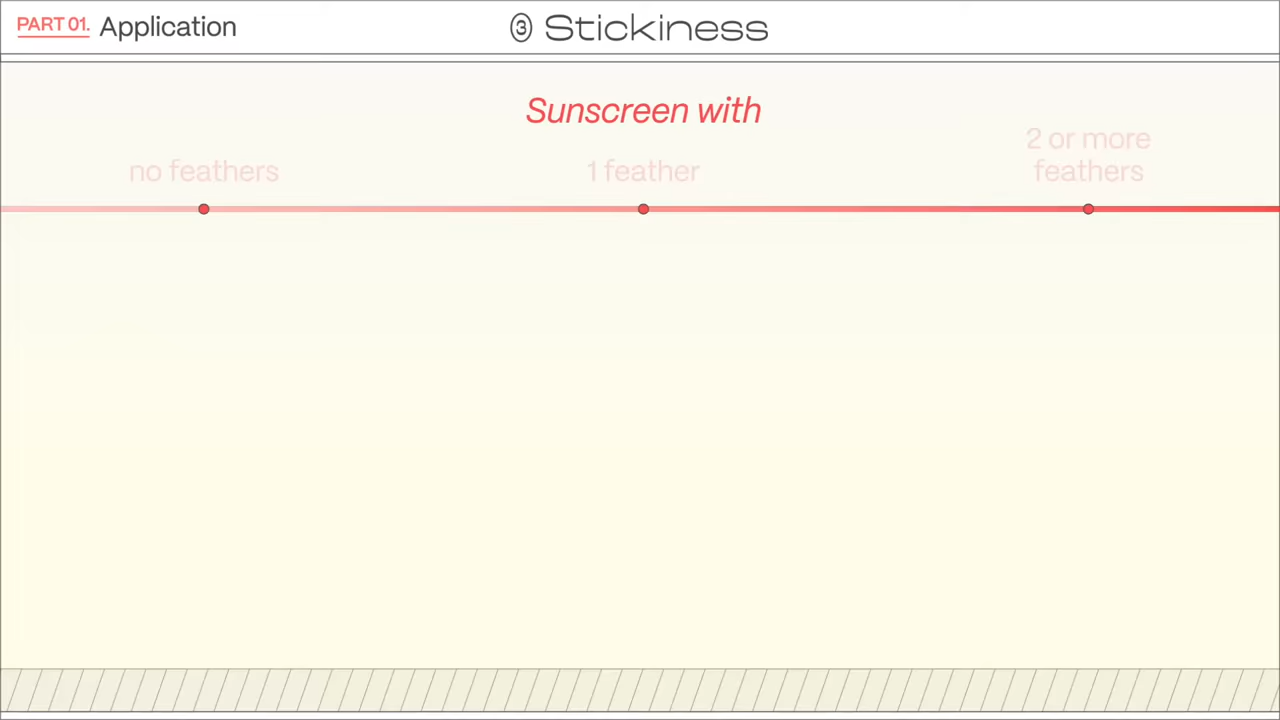 PART 01. Application
③ Stickiness
Sunscreen with
no feathers
1 feather
2 or more
feathers